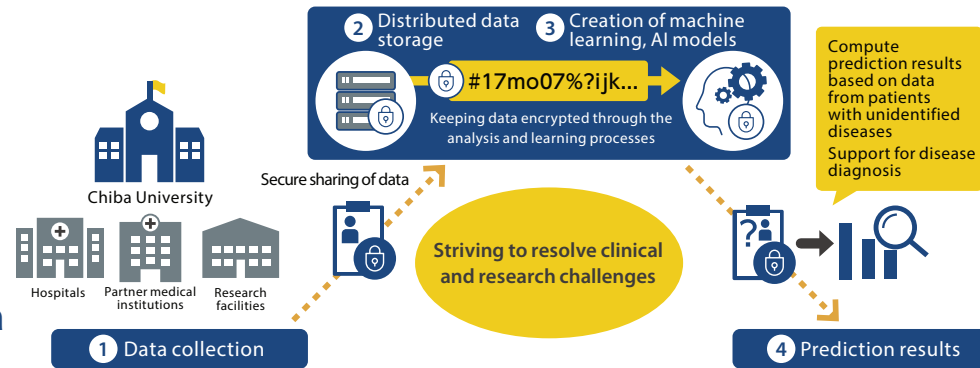 2 Distributed data
storage
3 Creation of machine
learning, AI models
#17mo07%?ijk...
Keeping data encrypted through the
analysis and learning processes
Compute
prediction results
based on data
from patients
with unidentified
diseases
Support for disease
diagnosis
Chiba University
Secure sharing of data
Hospitals
Partner medical
institutions
Research
facilities
Striving to resolve clinical
and research challenges
?
1 Data collection
4 Prediction results